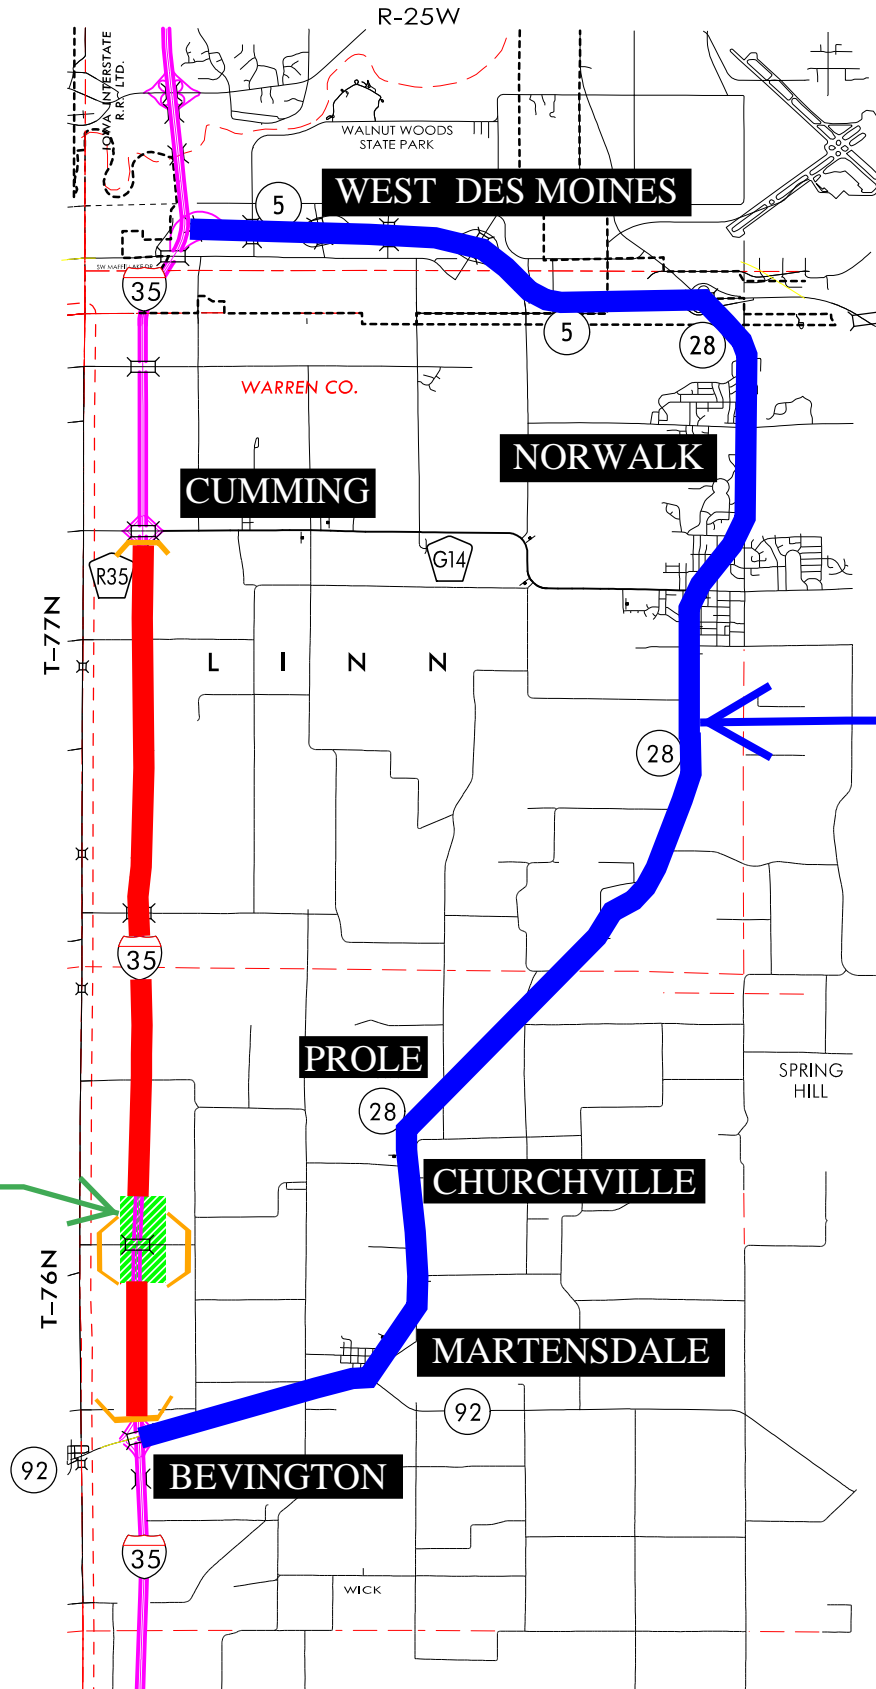 R-25W
IOWA INTERSTATE
R.R. LTD.
WALNUT WOODS
STATE PARK
WEST DES MOINES
5
35
5
28
WARREN CO.
NORWALK
CUMMING
R35
G14
T-77N
L I N N
28
35
PROLE
SPRING
HILL
28
CHURCHVILLE
T-76N
MARTENSDALE
92
92
BEVINGTON
35
WICK